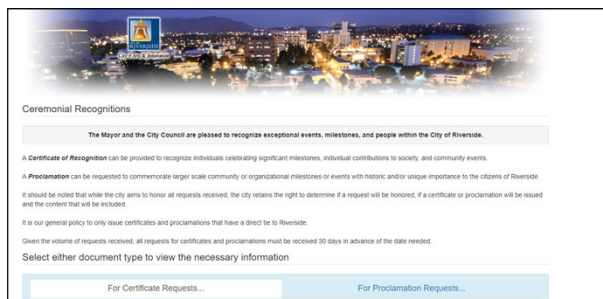 RIVERSIDE
City of Arts & Innovation
Ceremonial Recognitions
The Mayor and the City Council are pleased to recognize exceptional events, milestones, and people within the City of Riverside.
A Certificate of Recognition can be provided to recognize individuals celebrating significant milestones, individual contributions to society, and community events.
A Proclamation can be requested to commemorate larger scale community or organizational milestones or events with historic and/or unique importance to the citizens of Riverside.
It should be noted that while the city aims to honor all requests received, the city retains the right to determine if a request will be honored, if a certificate or proclamation will be issued
and the content that will be included.
It is our general policy to only issue certificates and proclamations that have a direct tie to Riverside.
Given the volume of requests received, all requests for certificates and proclamations must be received 30 days in advance of the date needed.
Select either document type to view the necessary information
For Certificate Requests...
For Proclamation Requests...